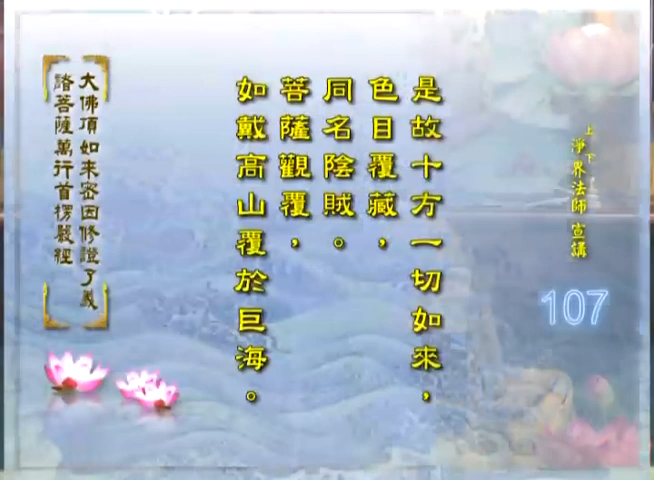 上下
淨界法師 宣講
107
是故十方一切如來，
色目覆藏，
同名陰賊。
菩薩觀覆，
如戴高山覆於巨海。
大佛頂如來密因修證了義
諸菩薩萬行首楞嚴經